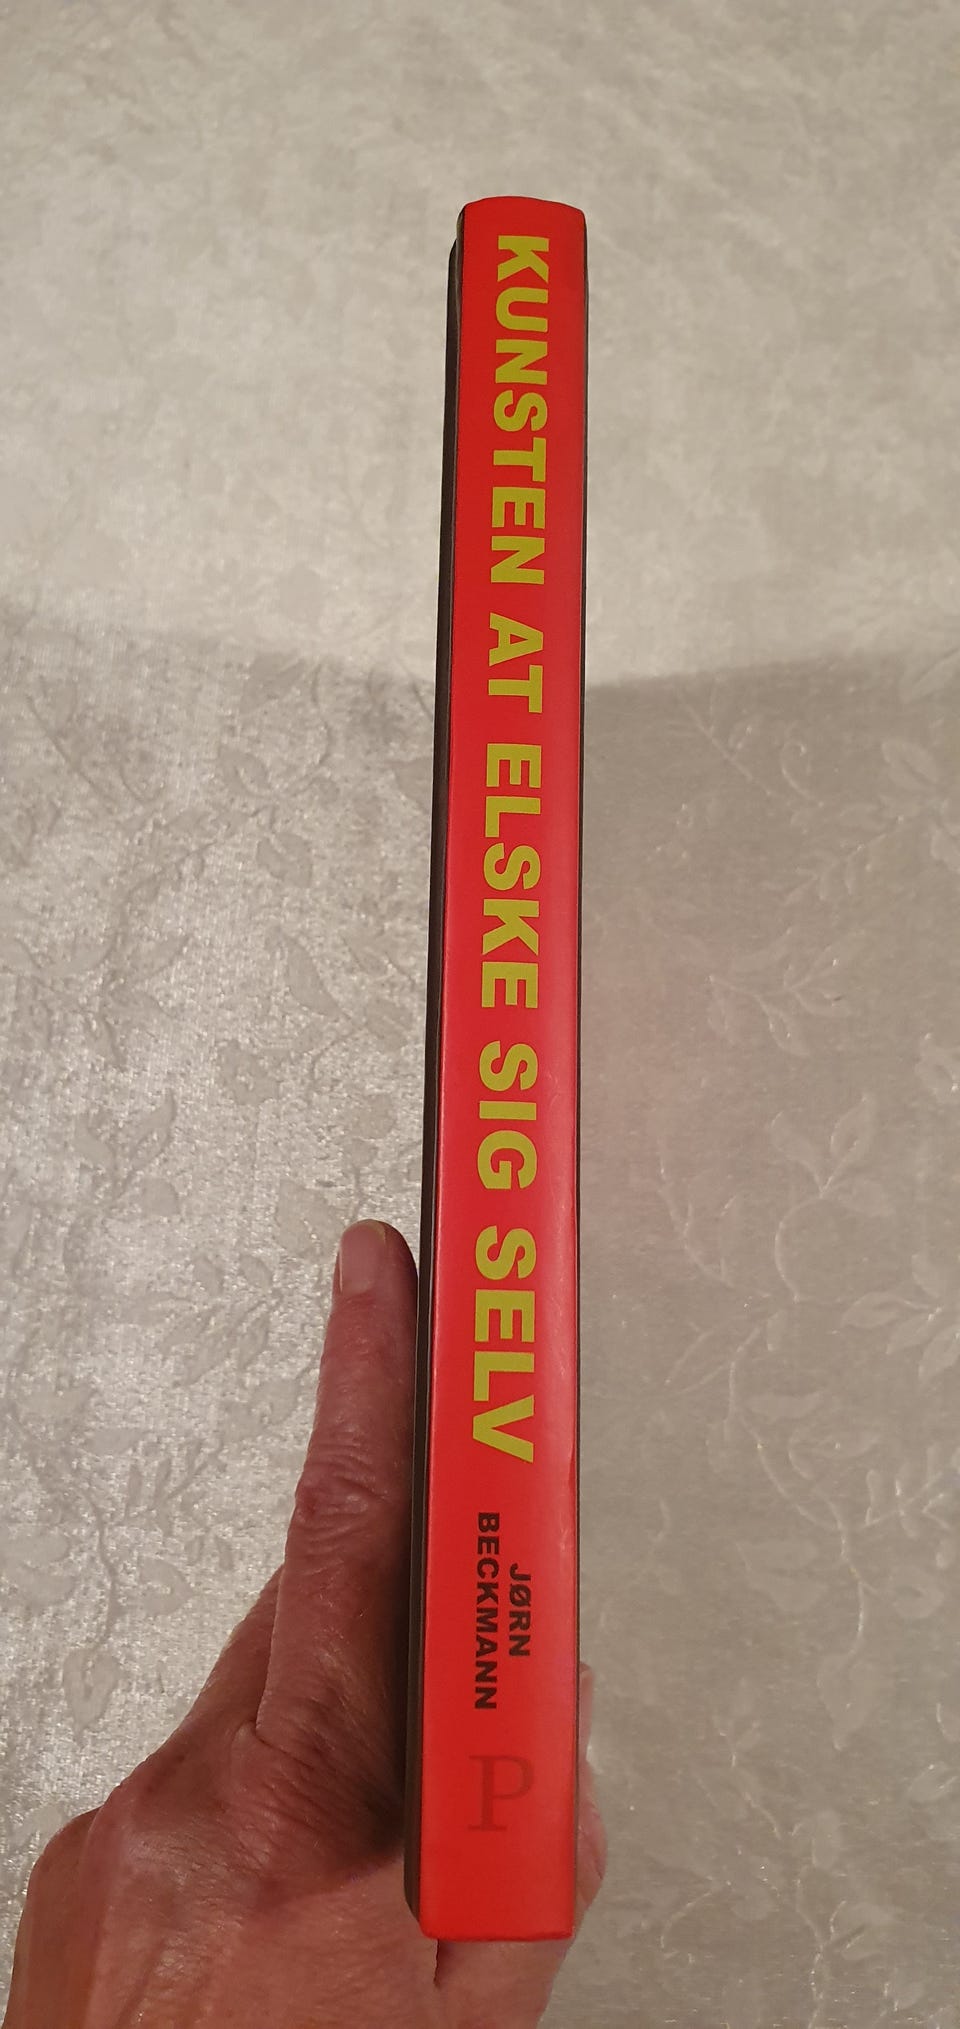 KUNSTEN AT ELSKE SIG SELV
JØRN
BECKMANN
P